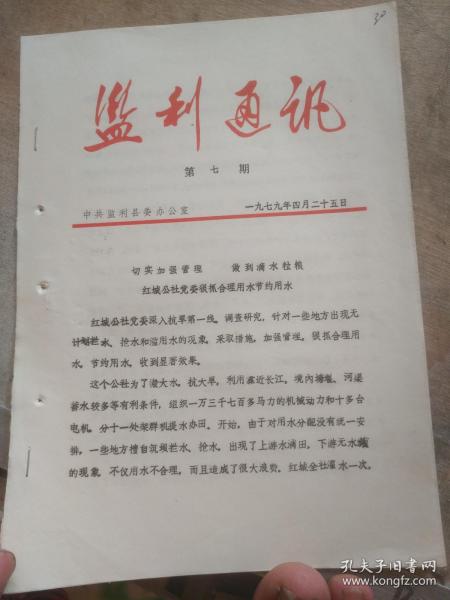 30
监利通讯
第七期
中共监利县委办公室 一九七九年四月二十五日
切实加强管理 做到滴水粒粮
红城公社党委狠抓合理用水节约用水
红城公社党委深入抗旱第一线，调查研究，针对一些地方出现无
计划拦水、抢水和滥用水的现象，采取措施，加强管理，狠抓合理用
水，节约用水，收到显著效果。
这个公社为了灌大水，抗大旱，利用靠近长江，境内塘堰、河渠
蓄水较多等有利条件，组织一万三千七百多马力的机械动力和十多台
电机，分十一处架群机提水办田。开始，由于对用水分配没有统一安
排，一些地方擅自筑坝拦水、抢水，出现了上游水满田，下游无水
的现象，不仅用水不合理，而且造成了很大浪费。红城全社灌水一次，
孔夫子旧书网
www.kongfz.com